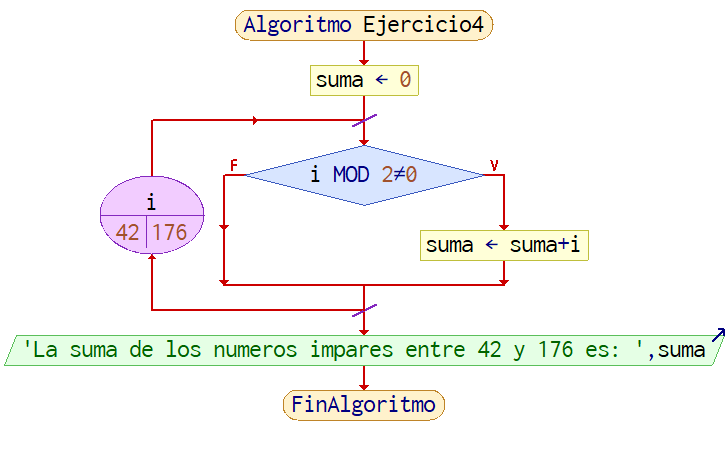 Algoritmo Ejercicio4
suma ← 0
F
i MOD 2≠0
V
i
42 176
suma ← suma+i
'La suma de los numeros impares entre 42 y 176 es: ',suma
FinAlgoritmo